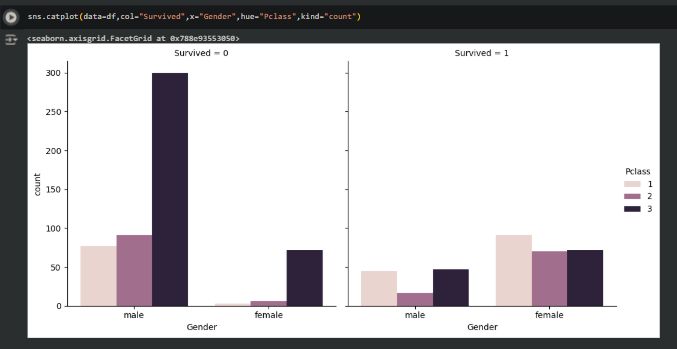 sns.catplot(data=df,col="Survived",x="Gender",hue="Pclass",kind="count")
<seaborn.axisgrid.FacetGrid at 0x788e93553050>
Survived = 0
Survived = 1
300
250
200
150
100
50
0
count
male
female
Gender
male
female
Gender
Pclass
1
2
3